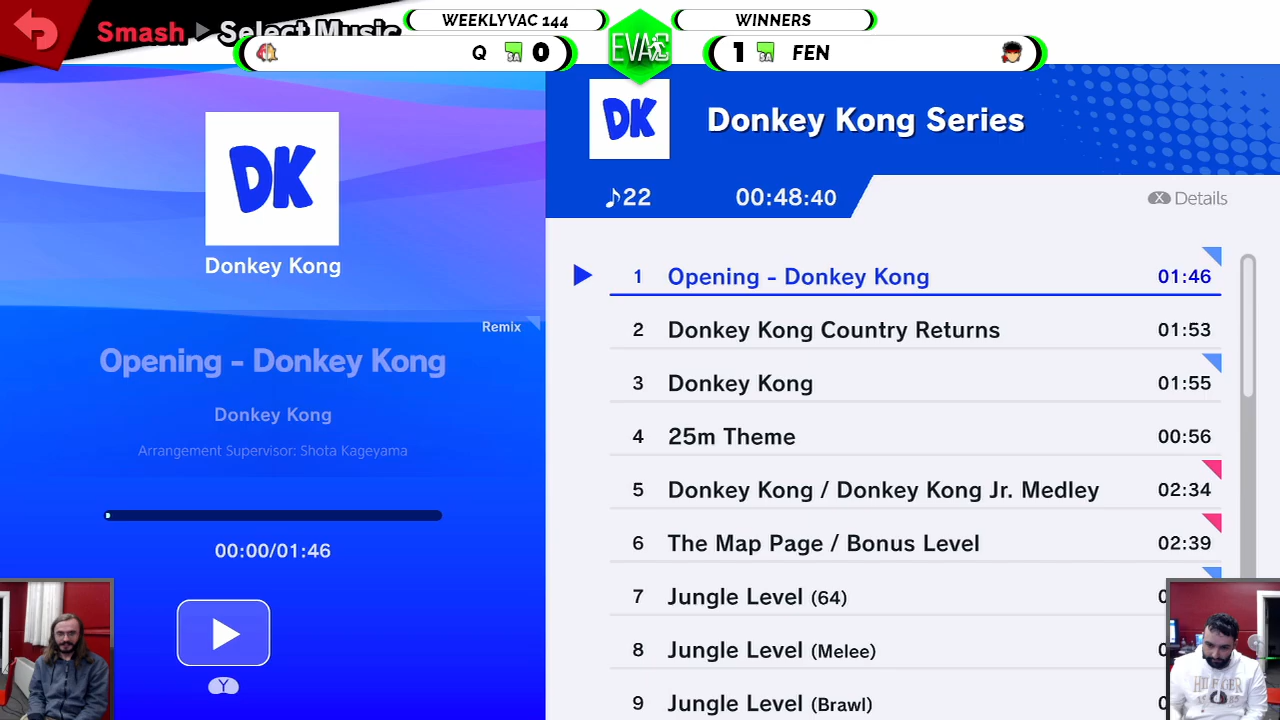 WEEKLYVAC 144
WINNERS
Smash ▶ Select Music
Q SA 0
EVAC
1 SA FEN
DK
Donkey Kong Series
♪22 00:48:40
X Details
DK
Donkey Kong
Remix
Opening - Donkey Kong
Donkey Kong
Arrangement Supervisor: Shota Kageyama
00:00/01:46
Y
1 Opening - Donkey Kong 01:46
2 Donkey Kong Country Returns 01:53
3 Donkey Kong 01:55
4 25m Theme 00:56
5 Donkey Kong / Donkey Kong Jr. Medley 02:34
6 The Map Page / Bonus Level 02:39
7 Jungle Level (64)
8 Jungle Level (Melee)
9 Jungle Level (Brawl)